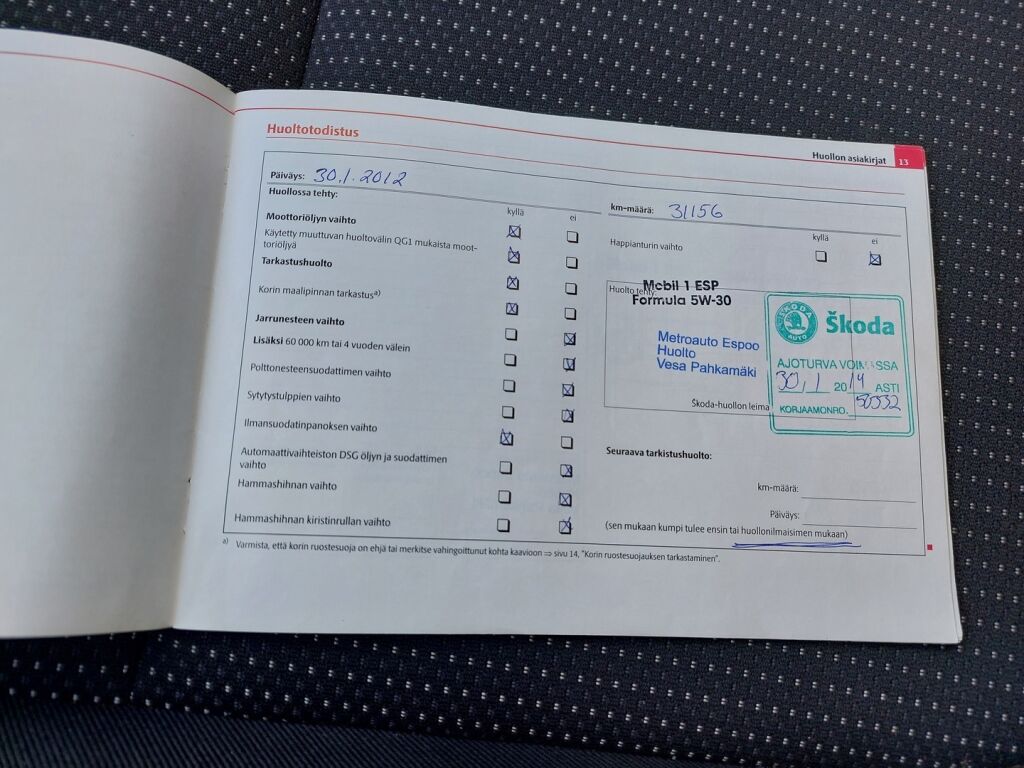 Huoltotodistus
Huollon asiakirjat 13
Päiväys: 30.1.2012
km-määrä: 31156
Huollossa tehty:
kyllä ei
kyllä ei
Moottoriöljyn vaihto
Käytetty muuttuvan huoltovälin QG1 mukaista moot-
toriöljyä
Tarkastushuolto
Korin maalipinnan tarkastus a)
Jarrunesteen vaihto
Lisäksi 60 000 km tai 4 vuoden välein
Polttonesteensuodattimen vaihto
Sytytystulppien vaihto
Ilmansuodatinpanoksen vaihto
Automaattivaihteiston DSG öljyn ja suodattimen
vaihto
Hammashihnan vaihto
Hammashihnan kiristinrullan vaihto
Happianturin vaihto
Huolto tehty:
Mobil 1 ESP
Formula 5W-30
Metroauto Espoo
Huolto
Vesa Pahkamäki
Škoda-huollon leima
ŠKODA
AUTO
Škoda
AJOTURVA VOIMASSA
30.1 2014 ASTI
KORJAAMONRO. 50332
Seuraava tarkistushuolto:
km-määrä:
Päiväys:
(sen mukaan kumpi tulee ensin tai huollonilmaisimen mukaan)
a) Varmista, että korin ruostesuoja on ehjä tai merkitse vahingoittunut kohta kaavioon ⇒ sivu 14, "Korin ruostesuojauksen tarkastaminen".